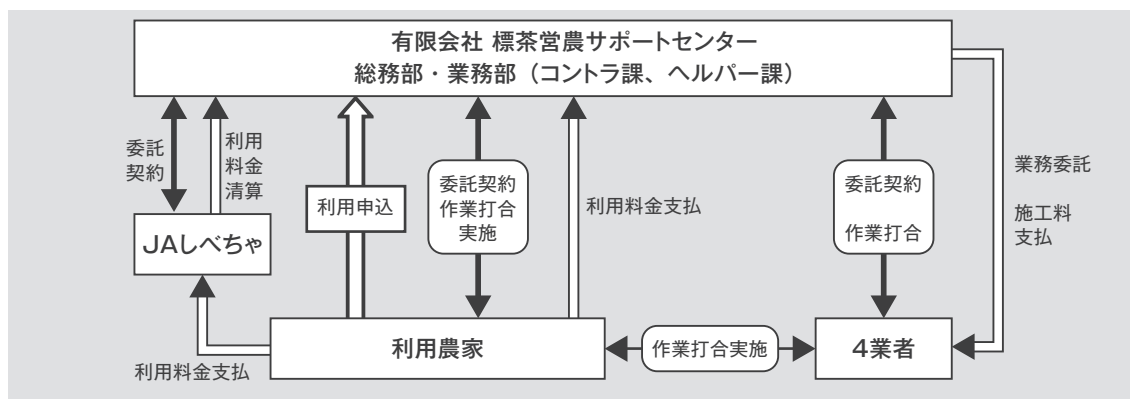 有限会社 標茶営農サポートセンター
総務部・業務部（コントラ課、ヘルパー課）
委託
契約
利用
料金
清算
利用申込
委託契約
作業打合
実施
利用料金支払
委託契約
作業打合
業務委託
施工料
支払
JAしべちゃ
利用農家
作業打合実施
4業者
利用料金支払